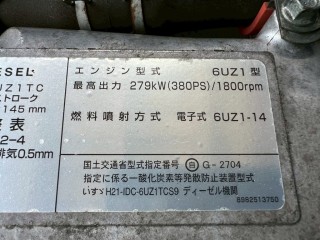 ESEL
UZ1TC
ストローク
145 mm
表
2-4
排気0.5mm
エンジン型式 6UZ1 型
最高出力 279kW(380PS)/1800rpm
燃料噴射方式 電子式 6UZ1-14
国土交通省型式指定番号 自 G-2704
指定に係る一酸化炭素等発散防止装置型式
いすゞH21-IDC-6UZ1TCS9 ディーゼル機関